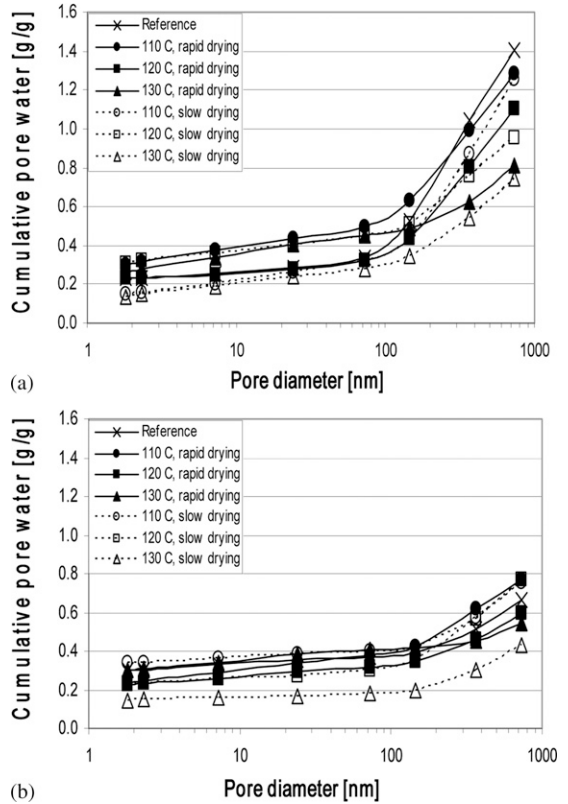 Cumulative pore water [g/g]
1.6
1.4
1.2
1.0
0.8
0.6
0.4
0.2
0.0
Reference
110 C, rapid drying
120 C, rapid drying
130 C, rapid drying
110 C, slow drying
120 C, slow drying
130 C, slow drying
1 10 100 1000
(a) Pore diameter [nm]
Cumulative pore water [g/g]
1.6
1.4
1.2
1.0
0.8
0.6
0.4
0.2
0.0
Reference
110 C, rapid drying
120 C, rapid drying
130 C, rapid drying
110 C, slow drying
120 C, slow drying
130 C, slow drying
1 10 100 1000
(b) Pore diameter [nm]